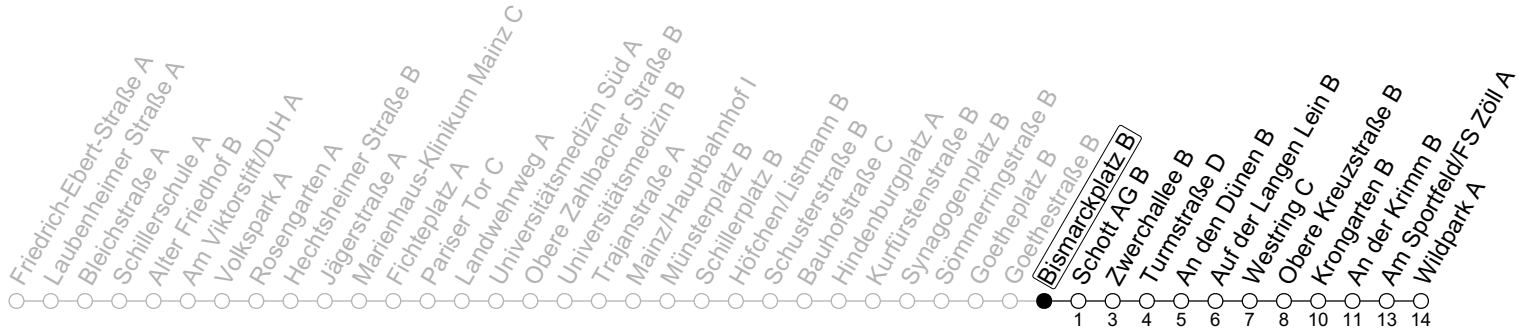 Friedrich-Ebert-Straße A
Laubenheimer Straße A
Bleichstraße A
Schillerschule A
Alter Friedhof B
Am Viktorstift/DJH A
Volkspark A
Rosengarten A
Hechtsheimer Straße B
Jägerstraße A
Marienhaus-Klinikum Mainz C
Fichteplatz A
Pariser Tor C
Landwehrweg A
Universitätsmedizin Süd A
Obere Zahlbacher Straße B
Universitätsmedizin B
Trajanstraße A
Mainz/Hauptbahnhof I
Münsterplatz B
Schillerplatz B
Höfchen/Listmann B
Schusterstraße B
Bauhofstraße C
Hindenburgplatz A
Kurfürstenstraße B
Synagogenplatz B
Sömmerringstraße B
Goetheplatz B
Goethestraße B
Bismarckplatz B
Schott AG B
Zwerchallee B
Turmstraße D
An den Dünen B
Auf der Langen Lein B
Westring C
Obere Kreuzstraße B
Krongarten B
An der Krimm B
Am Sportfeld/FS Zöll A
Wildpark A
1 3 4 5 6 7 8 10 11 13 14